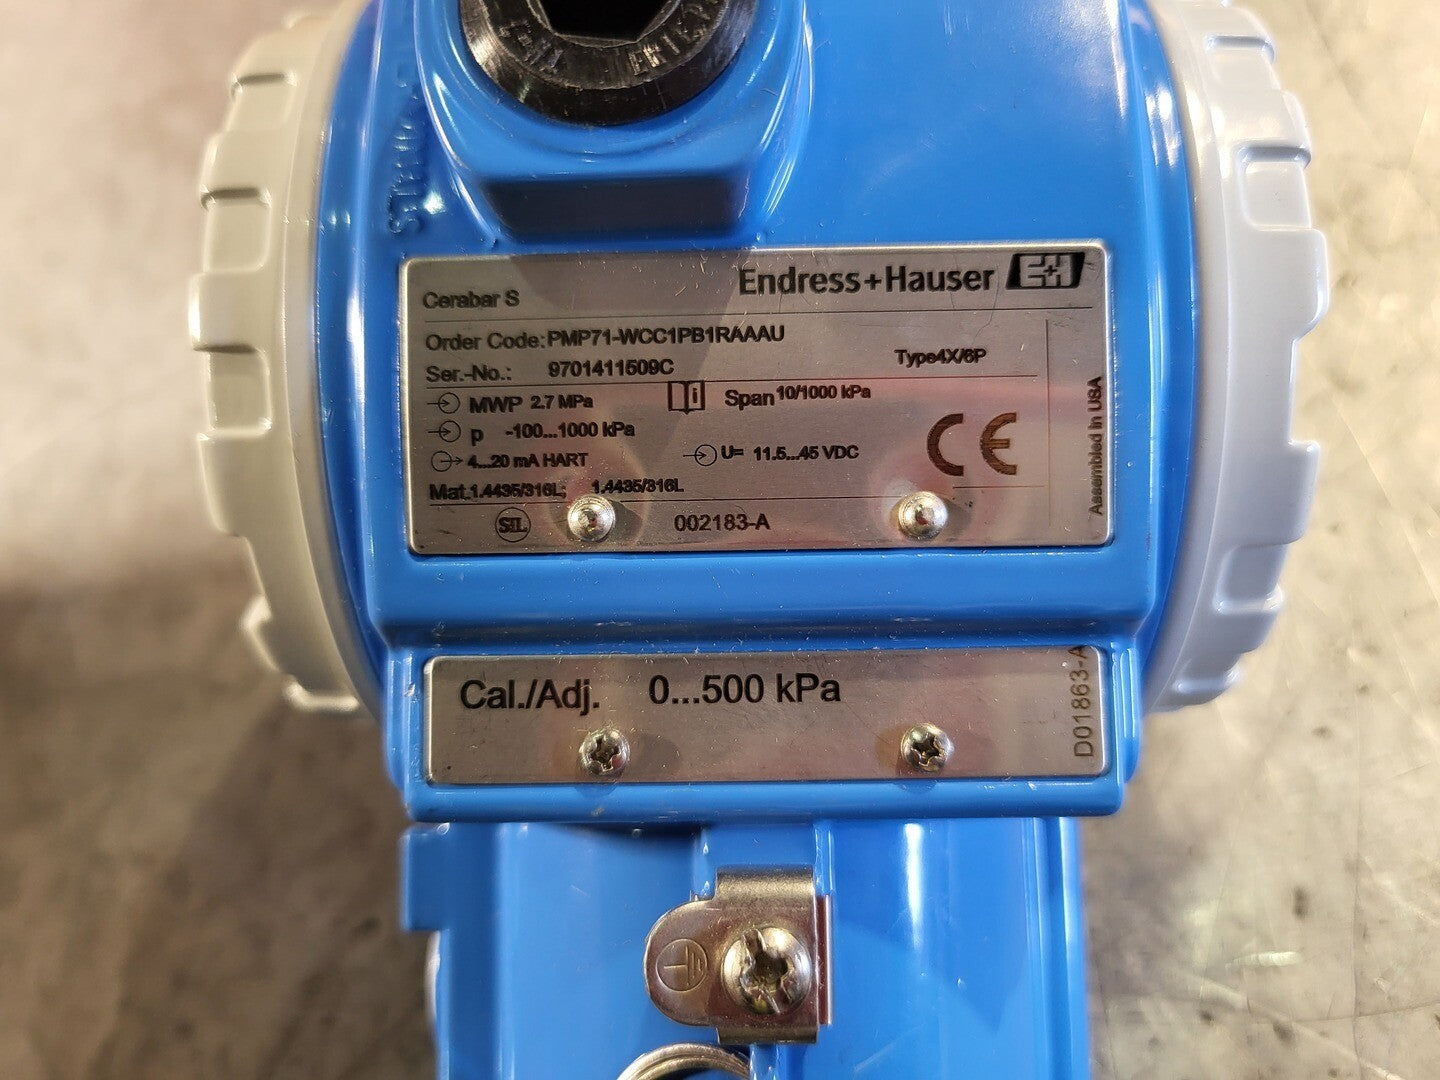 Cerabar S
Endress+Hauser E+H
Order Code: PMP71-WCC1PB1RAAAU
Ser.-No.: 9701411509C
Type4X/6P
MWP 2.7 MPa
i Span 10/1000 kPa
p -100...1000 kPa
4...20 mA HART
U= 11.5...45 VDC
CE
Mat.1.4435/316L; 1.4435/316L
SIL
002183-A
Assembled in USA
Cal./Adj. 0...500 kPa
D01863-A